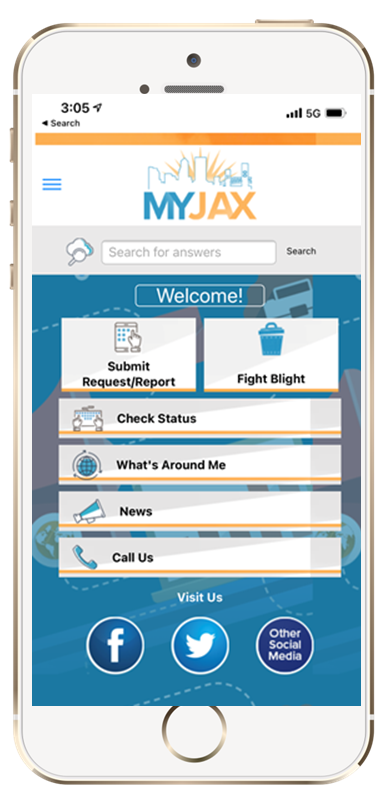 3:05
5G
◀ Search
MYJAX
Search for answers
Search
Welcome!
Submit
Request/Report
Fight Blight
Check Status
What's Around Me
News
Call Us
Visit Us
f
Other
Social
Media